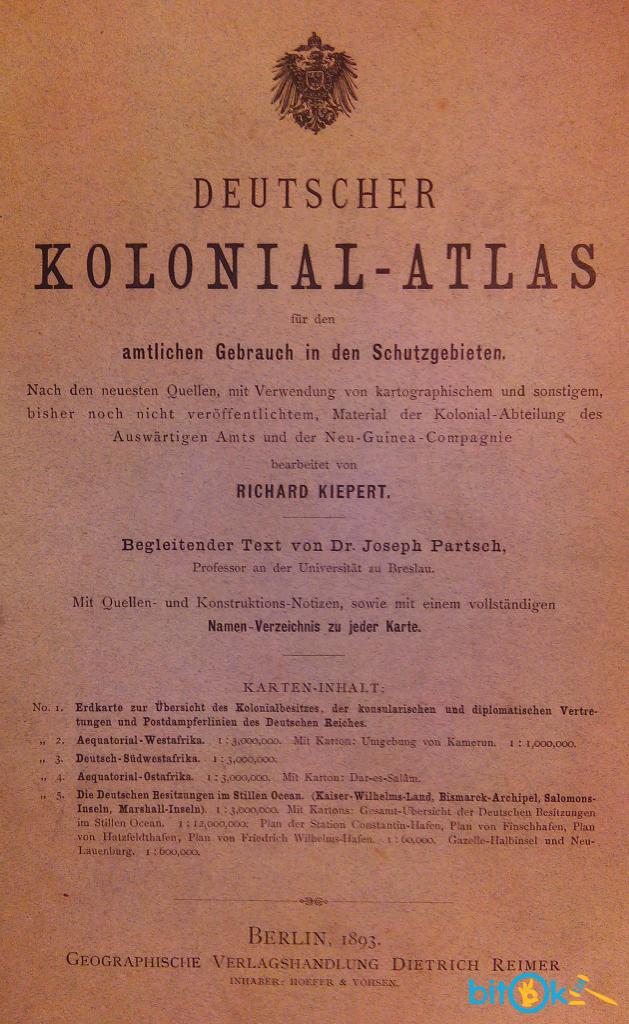 DEUTSCHER
KOLONIAL-ATLAS
für den
amtlichen Gebrauch in den Schutzgebieten.
Nach den neuesten Quellen, mit Verwendung von kartographischem und sonstigem,
bisher noch nicht veröffentlichtem, Material der Kolonial-Abteilung des
Auswärtigen Amts und der Neu-Guinea-Compagnie
bearbeitet von
RICHARD KIEPERT.
Begleitender Text von Dr. Joseph Partsch,
Professor an der Universität zu Breslau.
Mit Quellen- und Konstruktions-Notizen, sowie mit einem vollständigen
Namen-Verzeichnis zu jeder Karte.
KARTEN-INHALT:
No. 1. Erdkarte zur Übersicht des Kolonialbesitzes, der konsularischen und diplomatischen Vertre-
tungen und Postdampferlinien des Deutschen Reiches.
„ 2. Aequatorial-Westafrika. 1 : 3,000,000. Mit Karton: Umgebung von Kamerun. 1 : 1,000,000.
„ 3. Deutsch-Südwestafrika. 1 : 3,000,000.
„ 4. Aequatorial-Ostafrika. 1 : 3,000,000. Mit Karton: Dar-es-Salâm.
„ 5. Die Deutschen Besitzungen im Stillen Ocean. (Kaiser-Wilhelms-Land, Bismarck-Archipel, Salomons-
Inseln, Marshall-Inseln). 1 : 3,000,000. Mit Kartons: Gesamt-Übersicht der Deutschen Besitzungen
im Stillen Ocean. 1 : 12,000,000. Plan der Station Constantin-Hafen, Plan von Finschhafen, Plan
von Hatzfeldthafen, Plan von Friedrich Wilhelms-Hafen. 1 : 60,000. Gazelle-Halbinsel und Neu-
Lauenburg. 1 : 600,000.
BERLIN, 1893.
GEOGRAPHISCHE VERLAGSHANDLUNG DIETRICH REIMER
INHABER: HOEFER & VOHSEN.
bitok